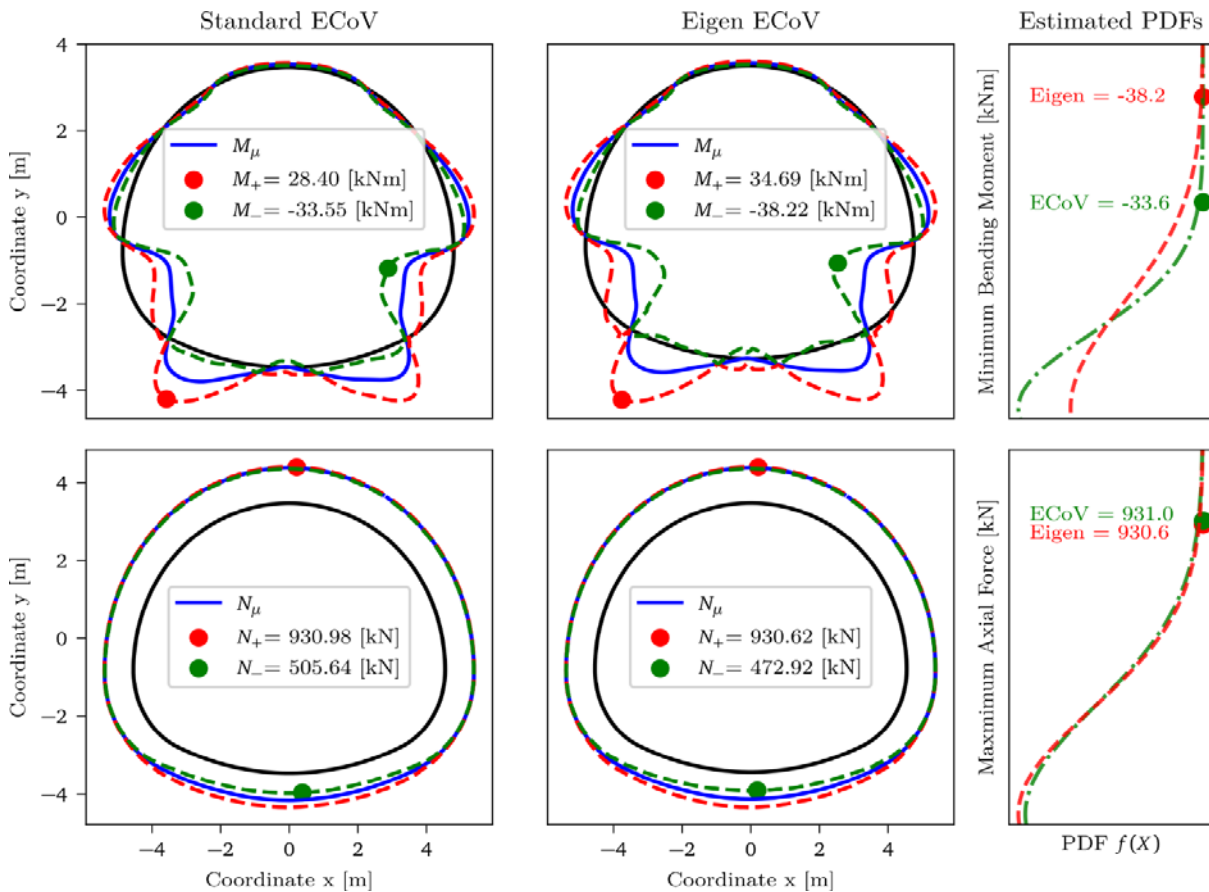 Standard ECoV
Eigen ECoV
Estimated PDFs
Coordinate y [m]
4
2
0
−2
−4
M_μ
M_+= 28.40 [kNm]
M_−= -33.55 [kNm]
M_μ
M_+= 34.69 [kNm]
M_−= -38.22 [kNm]
Minimum Bending Moment [kNm]
Eigen = -38.2
ECoV = -33.6
Coordinate y [m]
4
2
0
−2
−4
N_μ
N_+= 930.98 [kN]
N_−= 505.64 [kN]
N_μ
N_+= 930.62 [kN]
N_−= 472.92 [kN]
Maxmimum Axial Force [kN]
ECoV = 931.0
Eigen = 930.6
−4 −2 0 2 4
−4 −2 0 2 4
Coordinate x [m]
Coordinate x [m]
PDF f(X)